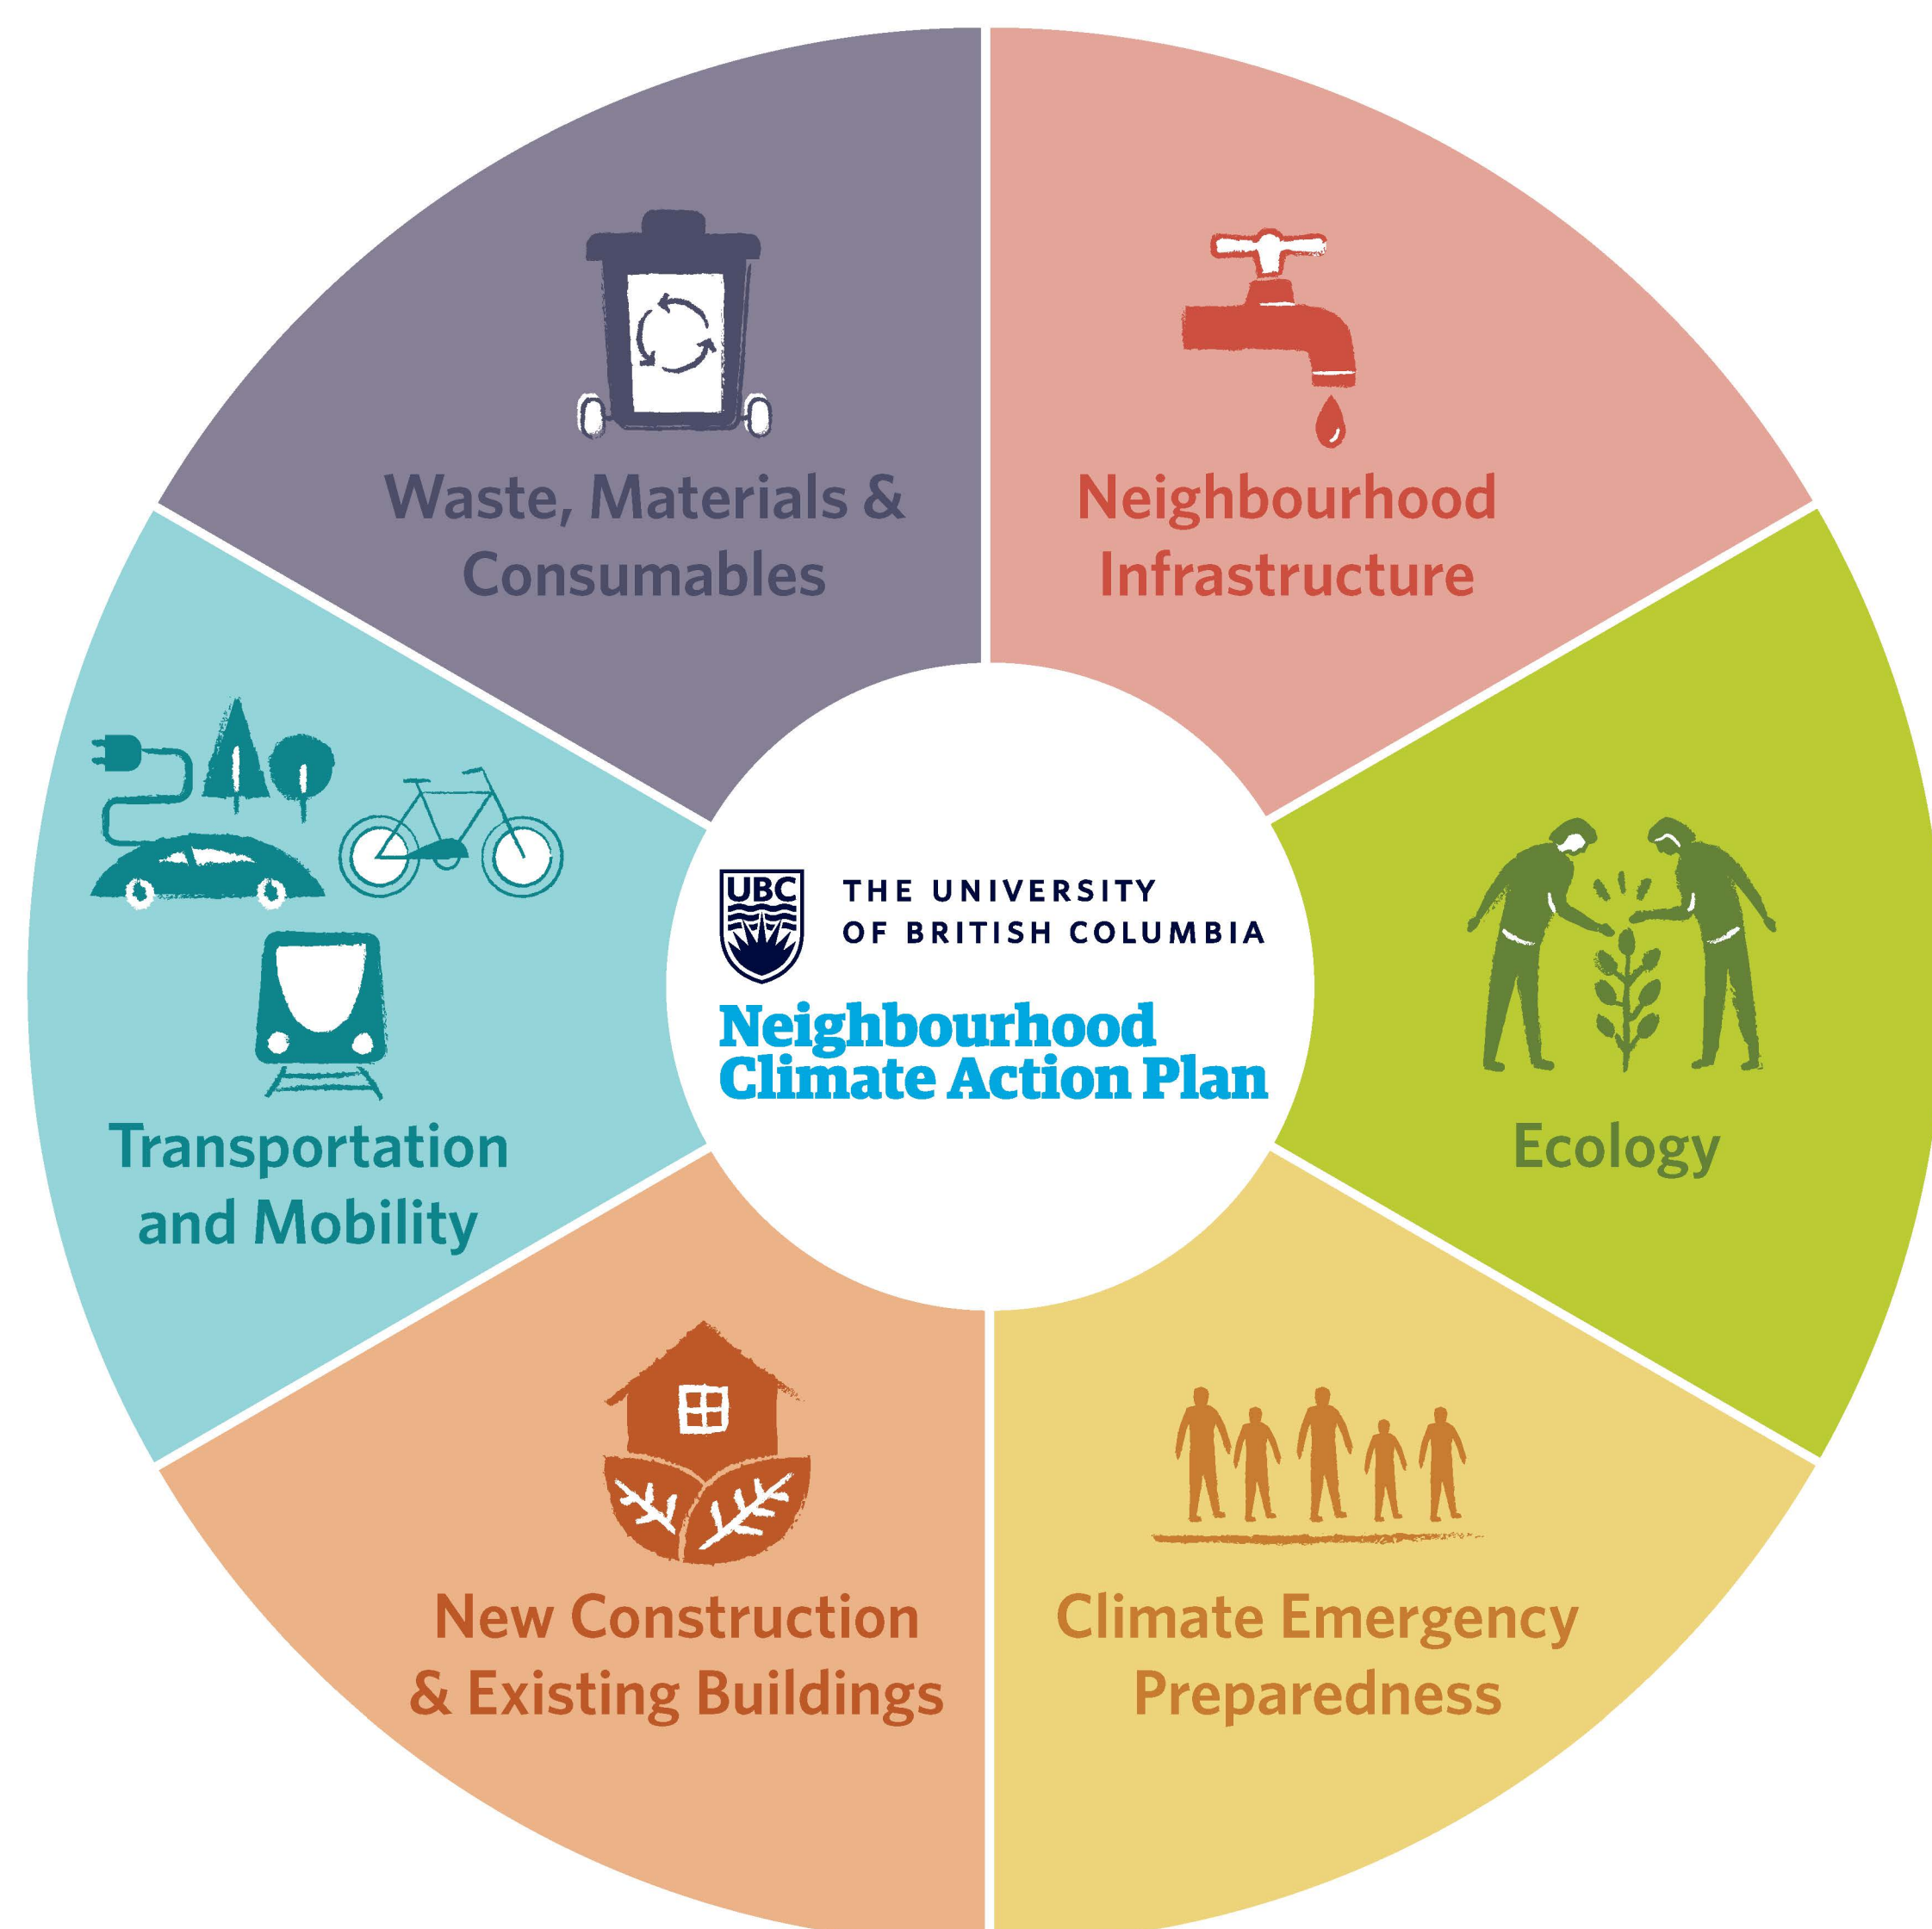 Waste, Materials &
Consumables
Neighbourhood
Infrastructure
Transportation
and Mobility
UBC
THE UNIVERSITY
OF BRITISH COLUMBIA
Neighbourhood
Climate Action Plan
Ecology
New Construction
& Existing Buildings
Climate Emergency
Preparedness